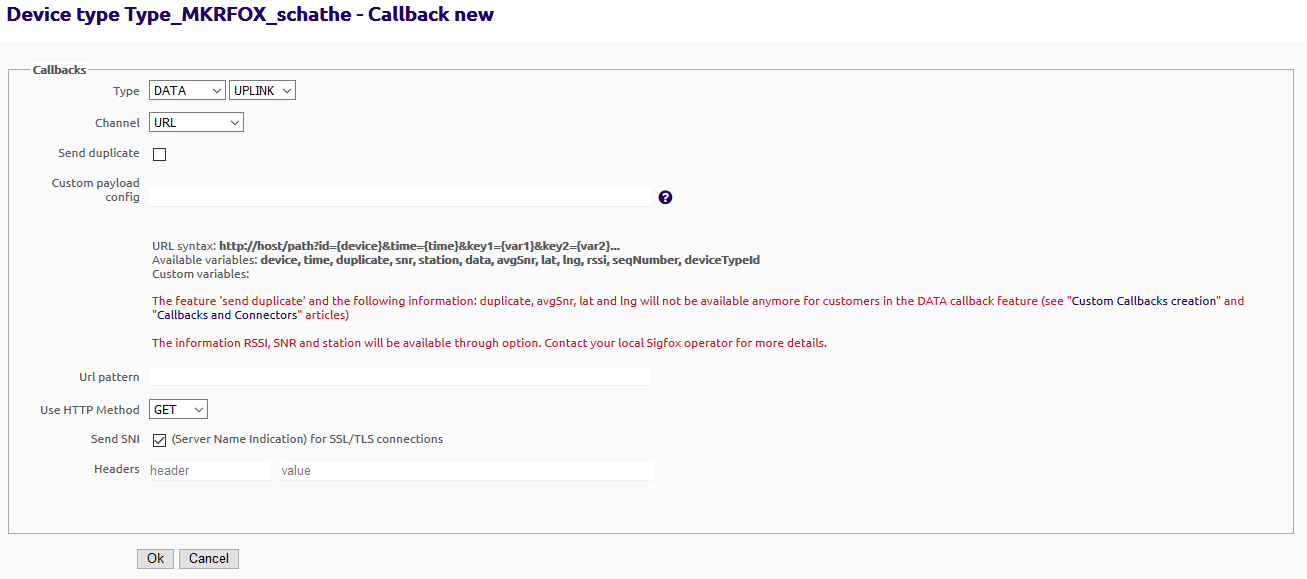 Device type Type_MKRFOX_schathe - Callback new
Callbacks
Type DATA UPLINK
Channel URL
Send duplicate
Custom payload
config ?
URL syntax: http://host/path?id={device}&time={time}&key1={var1}&key2={var2}...
Available variables: device, time, duplicate, snr, station, data, avgSnr, lat, lng, rssi, seqNumber, deviceTypeId
Custom variables:
The feature 'send duplicate' and the following information: duplicate, avgSnr, lat and lng will not be available anymore for customers in the DATA callback feature (see "Custom Callbacks creation" and
"Callbacks and Connectors" articles)
The information RSSI, SNR and station will be available through option. Contact your local Sigfox operator for more details.
Url pattern
Use HTTP Method GET
Send SNI (Server Name Indication) for SSL/TLS connections
Headers header value
Ok Cancel